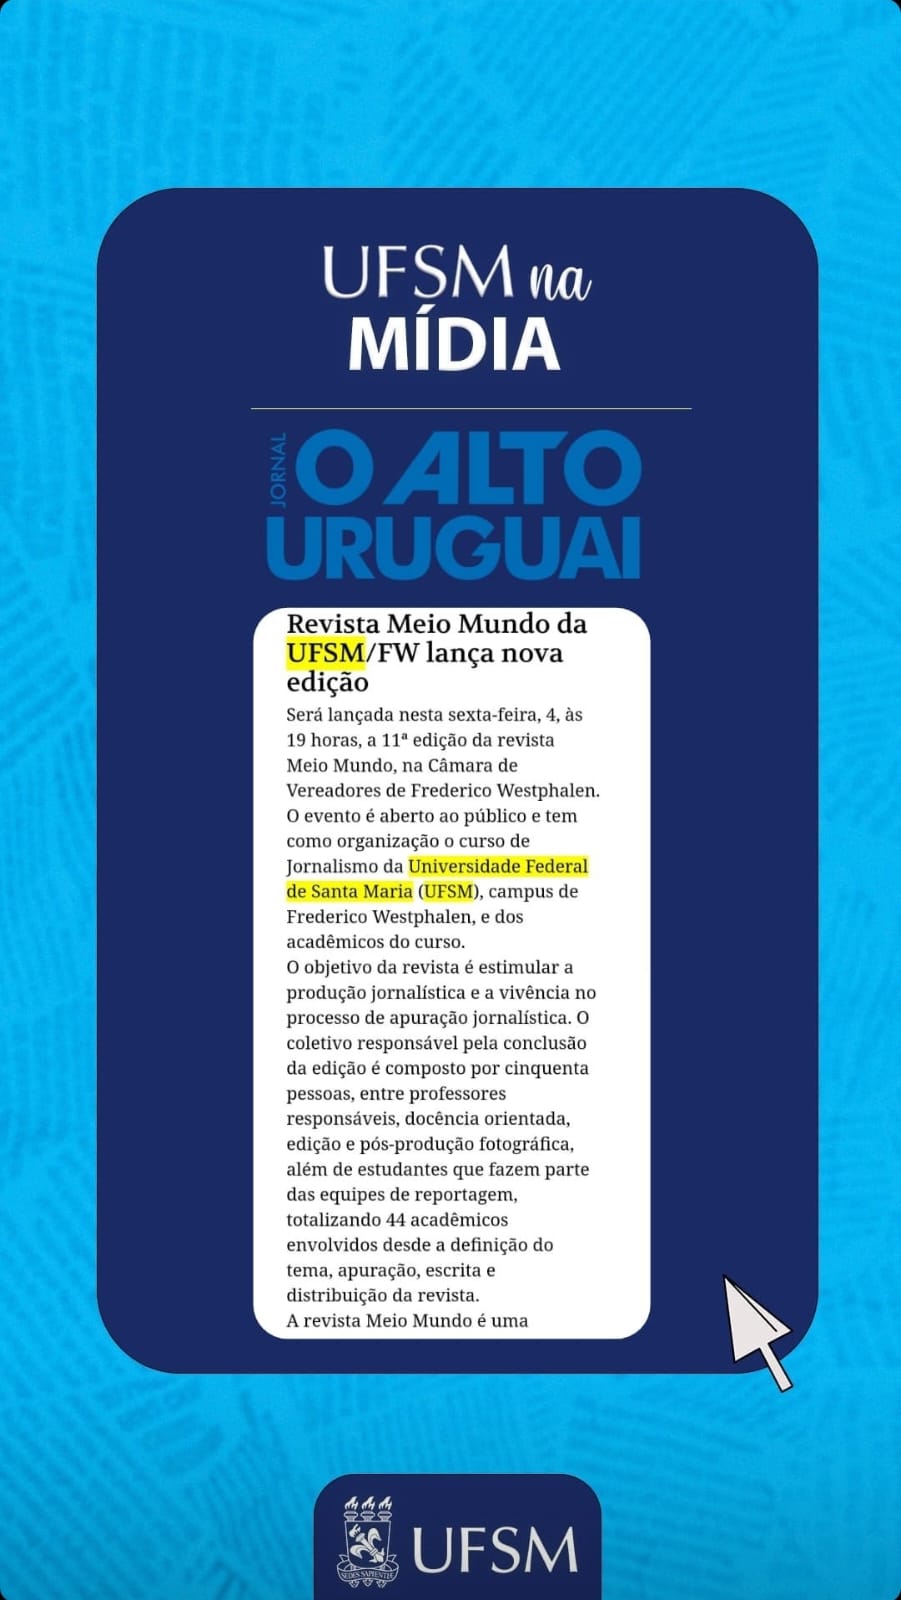 UFSM na
MÍDIA
JORNAL
O ALTO
URUGUAI
Revista Meio Mundo da
UFSM/FW lança nova
edição
Será lançada nesta sexta-feira, 4, às
19 horas, a 11ª edição da revista
Meio Mundo, na Câmara de
Vereadores de Frederico Westphalen.
O evento é aberto ao público e tem
como organização o curso de
Jornalismo da Universidade Federal
de Santa Maria (UFSM), campus de
Frederico Westphalen, e dos
acadêmicos do curso.
O objetivo da revista é estimular a
produção jornalística e a vivência no
processo de apuração jornalística. O
coletivo responsável pela conclusão
da edição é composto por cinquenta
pessoas, entre professores
responsáveis, docência orientada,
edição e pós-produção fotográfica,
além de estudantes que fazem parte
das equipes de reportagem,
totalizando 44 acadêmicos
envolvidos desde a definição do
tema, apuração, escrita e
distribuição da revista.
A revista Meio Mundo é uma
SEDES SAPIENTIAE
UFSM